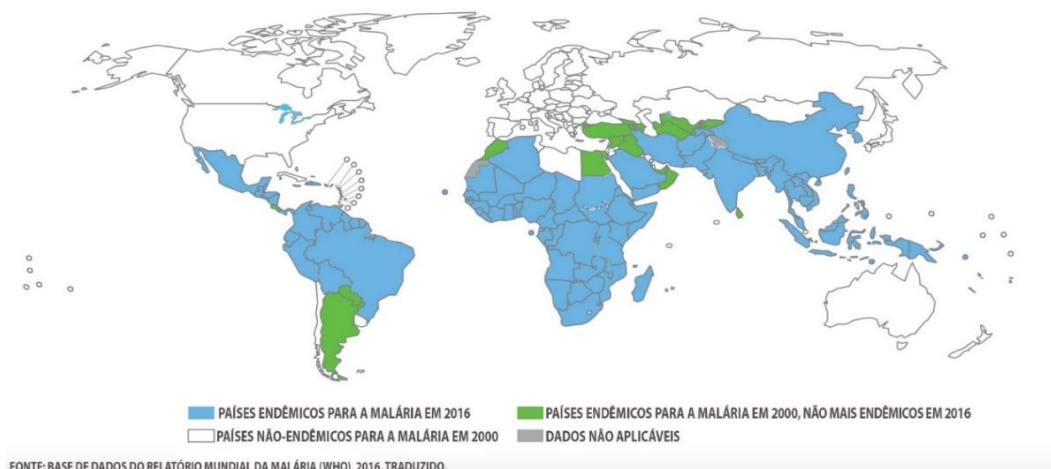 PAÍSES ENDÊMICOS PARA A MALÁRIA EM 2016
PAÍSES ENDÊMICOS PARA A MALÁRIA EM 2000, NÃO MAIS ENDÊMICOS EM 2016
PAÍSES NÃO-ENDÊMICOS PARA A MALÁRIA EM 2000
DADOS NÃO APLICÁVEIS
FONTE: BASE DE DADOS DO RELATÓRIO MUNDIAL DA MALÁRIA (WHO), 2016, TRADUZIDO.